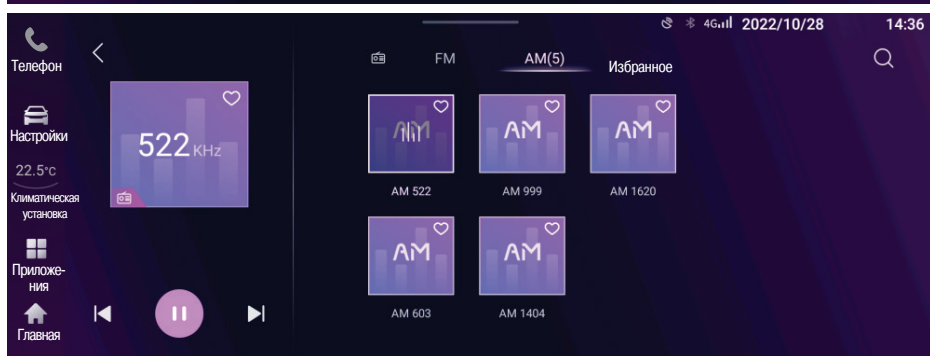 4G 2022/10/28 14:36
Телефон
FM AM(5) Избранное
Настройки
522 KHz
22.5°C
Климатическая
установка
Приложе-
ния
Главная
AM AM AM
AM 522 AM 999 AM 1620
AM AM
AM 603 AM 1404